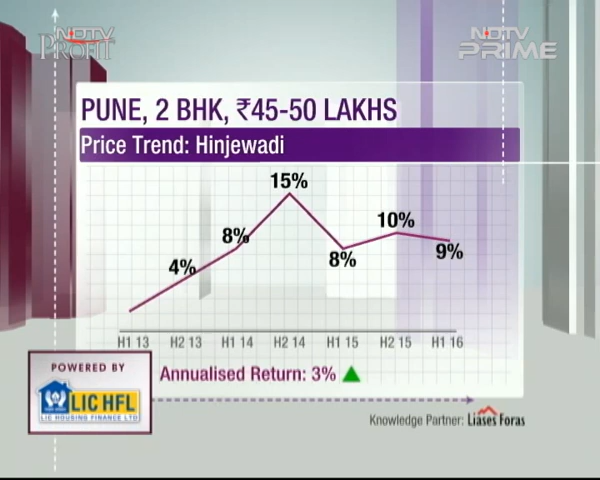 NDTV
PROFIT
NDTV
PRIME
PUNE, 2 BHK, ₹45-50 LAKHS
Price Trend: Hinjewadi
15%
8%
10%
4%
8%
9%
H1 13 H2 13 H1 14 H2 14 H1 15 H2 15 H1 16
POWERED BY
LIC HFL
LIC HOUSING FINANCE LTD
Annualised Return: 3%
Knowledge Partner: Liases Foras